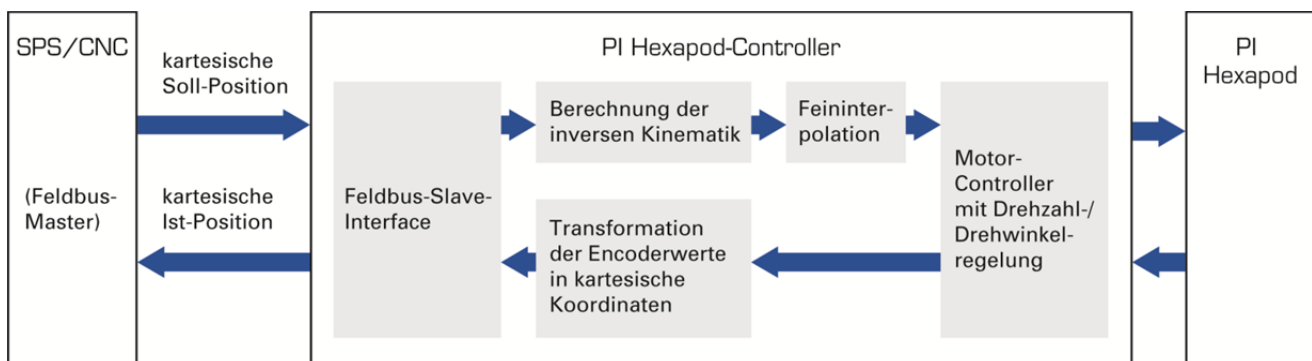 SPS/CNC
(Feldbus-
Master)
kartesische
Soll-Position
kartesische
Ist-Position
PI Hexapod-Controller
Feldbus-Slave-
Interface
Berechnung der
inversen Kinematik
Feininter-
polation
Transformation
der Encoderwerte
in kartesische
Koordinaten
Motor-
Controller
mit Drehzahl-/
Drehwinkel-
regelung
PI
Hexapod